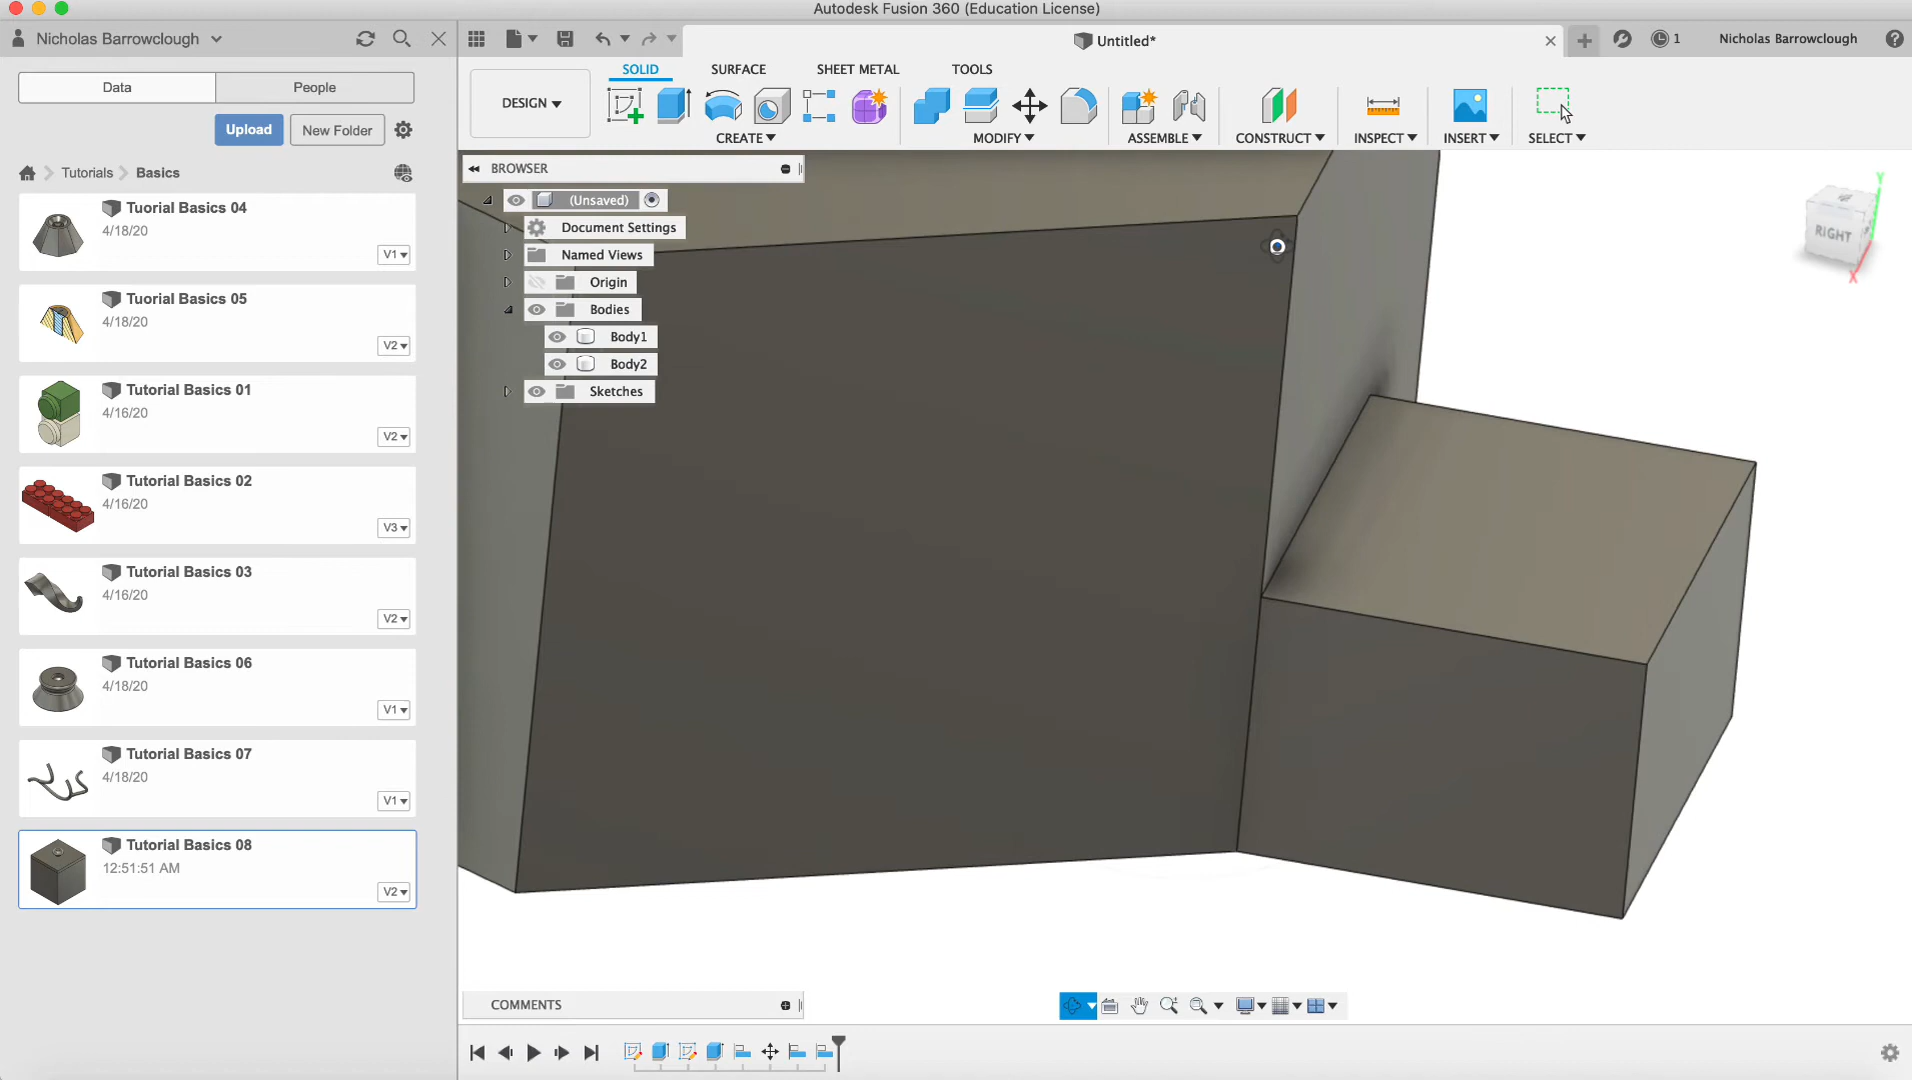 Autodesk Fusion 360 (Education License)
Nicholas Barrowclough
Untitled*
1
Nicholas Barrowclough
Data
People
Upload
New Folder
Tutorials
Basics
Tuorial Basics 04
4/18/20
V1
Tuorial Basics 05
4/18/20
V2
Tutorial Basics 01
4/16/20
V2
Tutorial Basics 02
4/16/20
V3
Tutorial Basics 03
4/16/20
V2
Tutorial Basics 06
4/18/20
V1
Tutorial Basics 07
4/18/20
V1
Tutorial Basics 08
12:51:51 AM
V2
DESIGN
SOLID
SURFACE
SHEET METAL
TOOLS
CREATE
MODIFY
ASSEMBLE
CONSTRUCT
INSPECT
INSERT
SELECT
BROWSER
(Unsaved)
Document Settings
Named Views
Origin
Bodies
Body1
Body2
Sketches
Y
RIGHT
X
COMMENTS